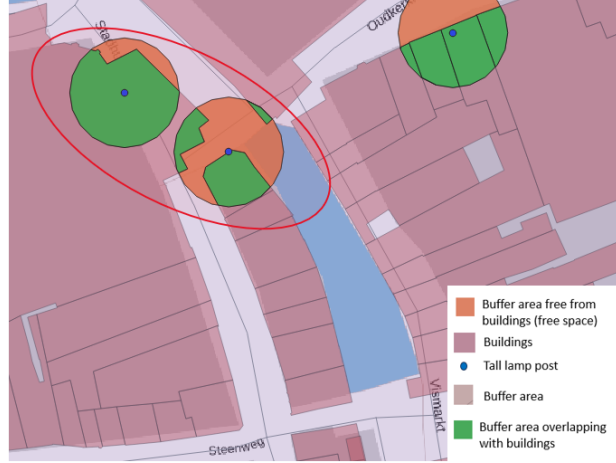 Stadhu
Oudker
Vismarkt
Steenweg
Buffer area free from
buildings (free space)
Buildings
Tall lamp post
Buffer area
Buffer area overlapping
with buildings